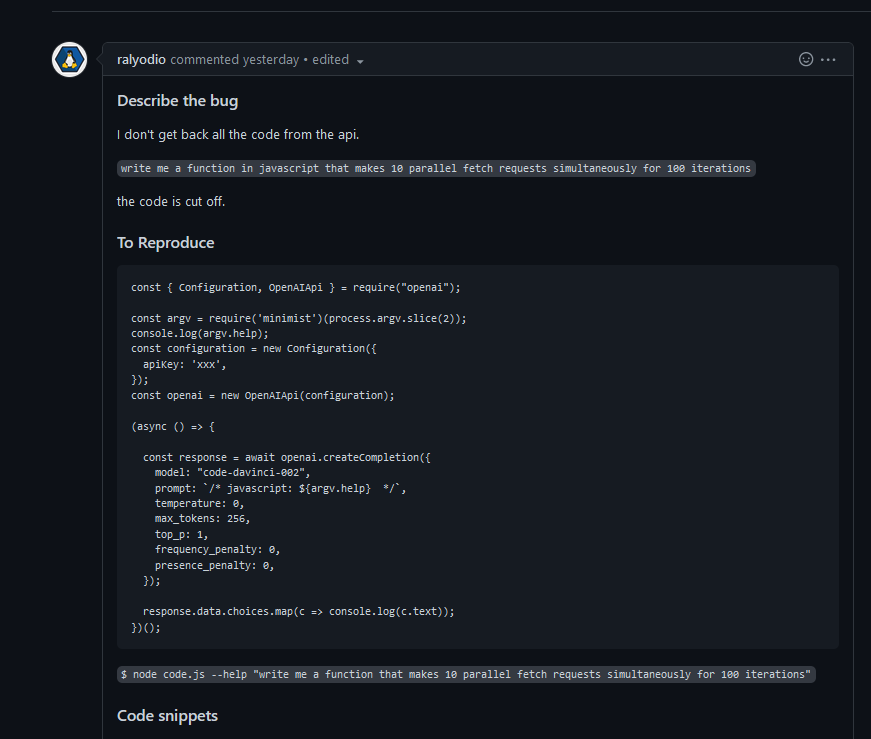 ralyodio commented yesterday • edited
Describe the bug
I don't get back all the code from the api.
write me a function in javascript that makes 10 parallel fetch requests simultaneously for 100 iterations
the code is cut off.
To Reproduce
const { Configuration, OpenAIApi } = require("openai");
const argv = require('minimist')(process.argv.slice(2));
console.log(argv.help);
const configuration = new Configuration({
  apiKey: 'xxx',
});
const openai = new OpenAIApi(configuration);
(async () => {
  const response = await openai.createCompletion({
    model: "code-davinci-002",
    prompt: `/* javascript: ${argv.help}  */`,
    temperature: 0,
    max_tokens: 256,
    top_p: 1,
    frequency_penalty: 0,
    presence_penalty: 0,
  });
  response.data.choices.map(c => console.log(c.text));
})();
$ node code.js --help "write me a function that makes 10 parallel fetch requests simultaneously for 100 iterations"
Code snippets